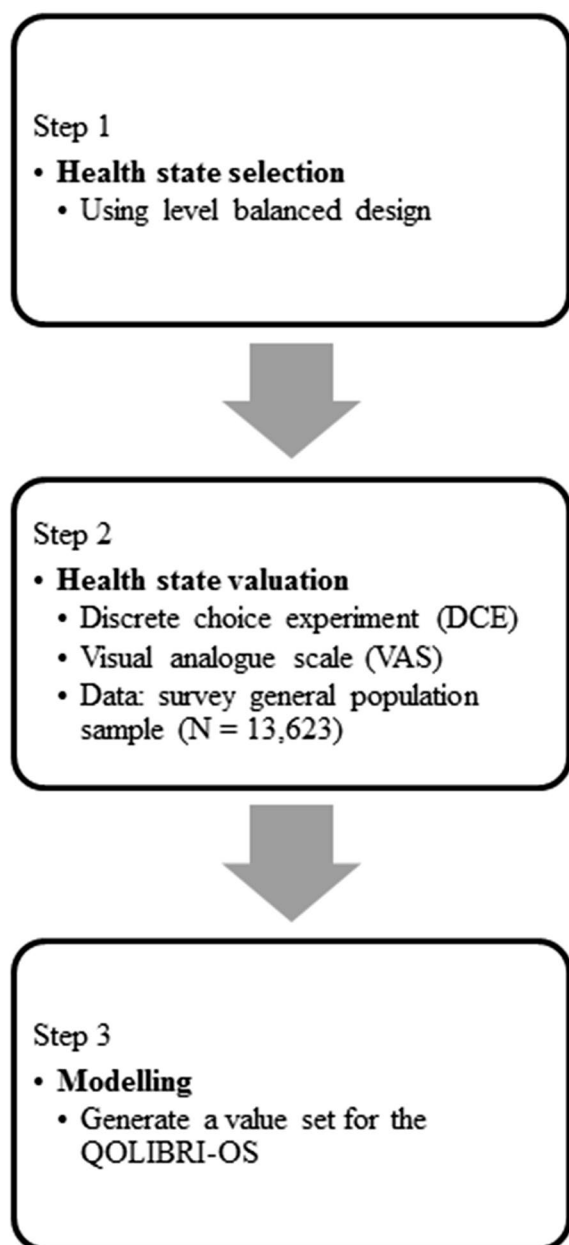 Step 1
• Health state selection
• Using level balanced design
Step 2
• Health state valuation
• Discrete choice experiment (DCE)
• Visual analogue scale (VAS)
• Data: survey general population
sample (N = 13,623)
Step 3
• Modelling
• Generate a value set for the
QOLIBRI-OS